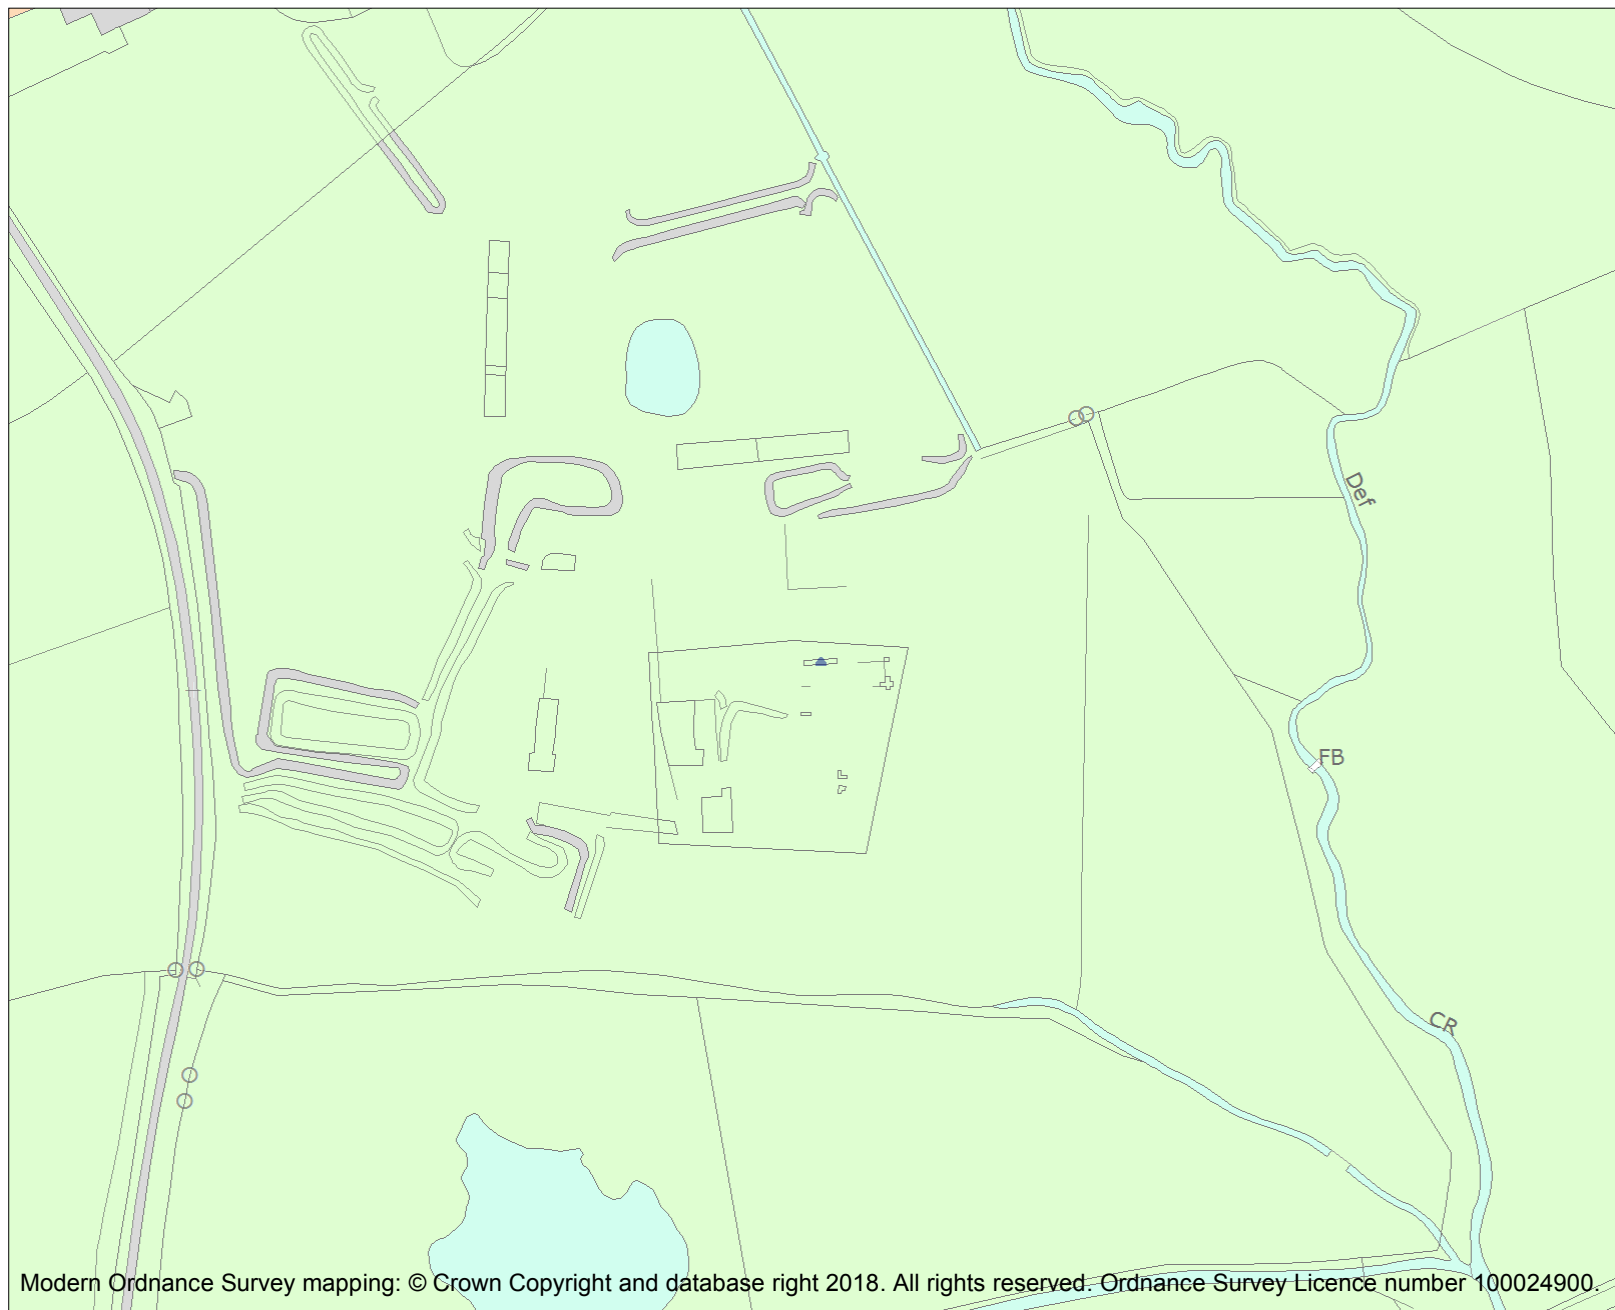 Def
FB
CR
Modern Ordnance Survey mapping: © Crown Copyright and database right 2018. All rights reserved. Ordnance Survey Licence number 100024900.